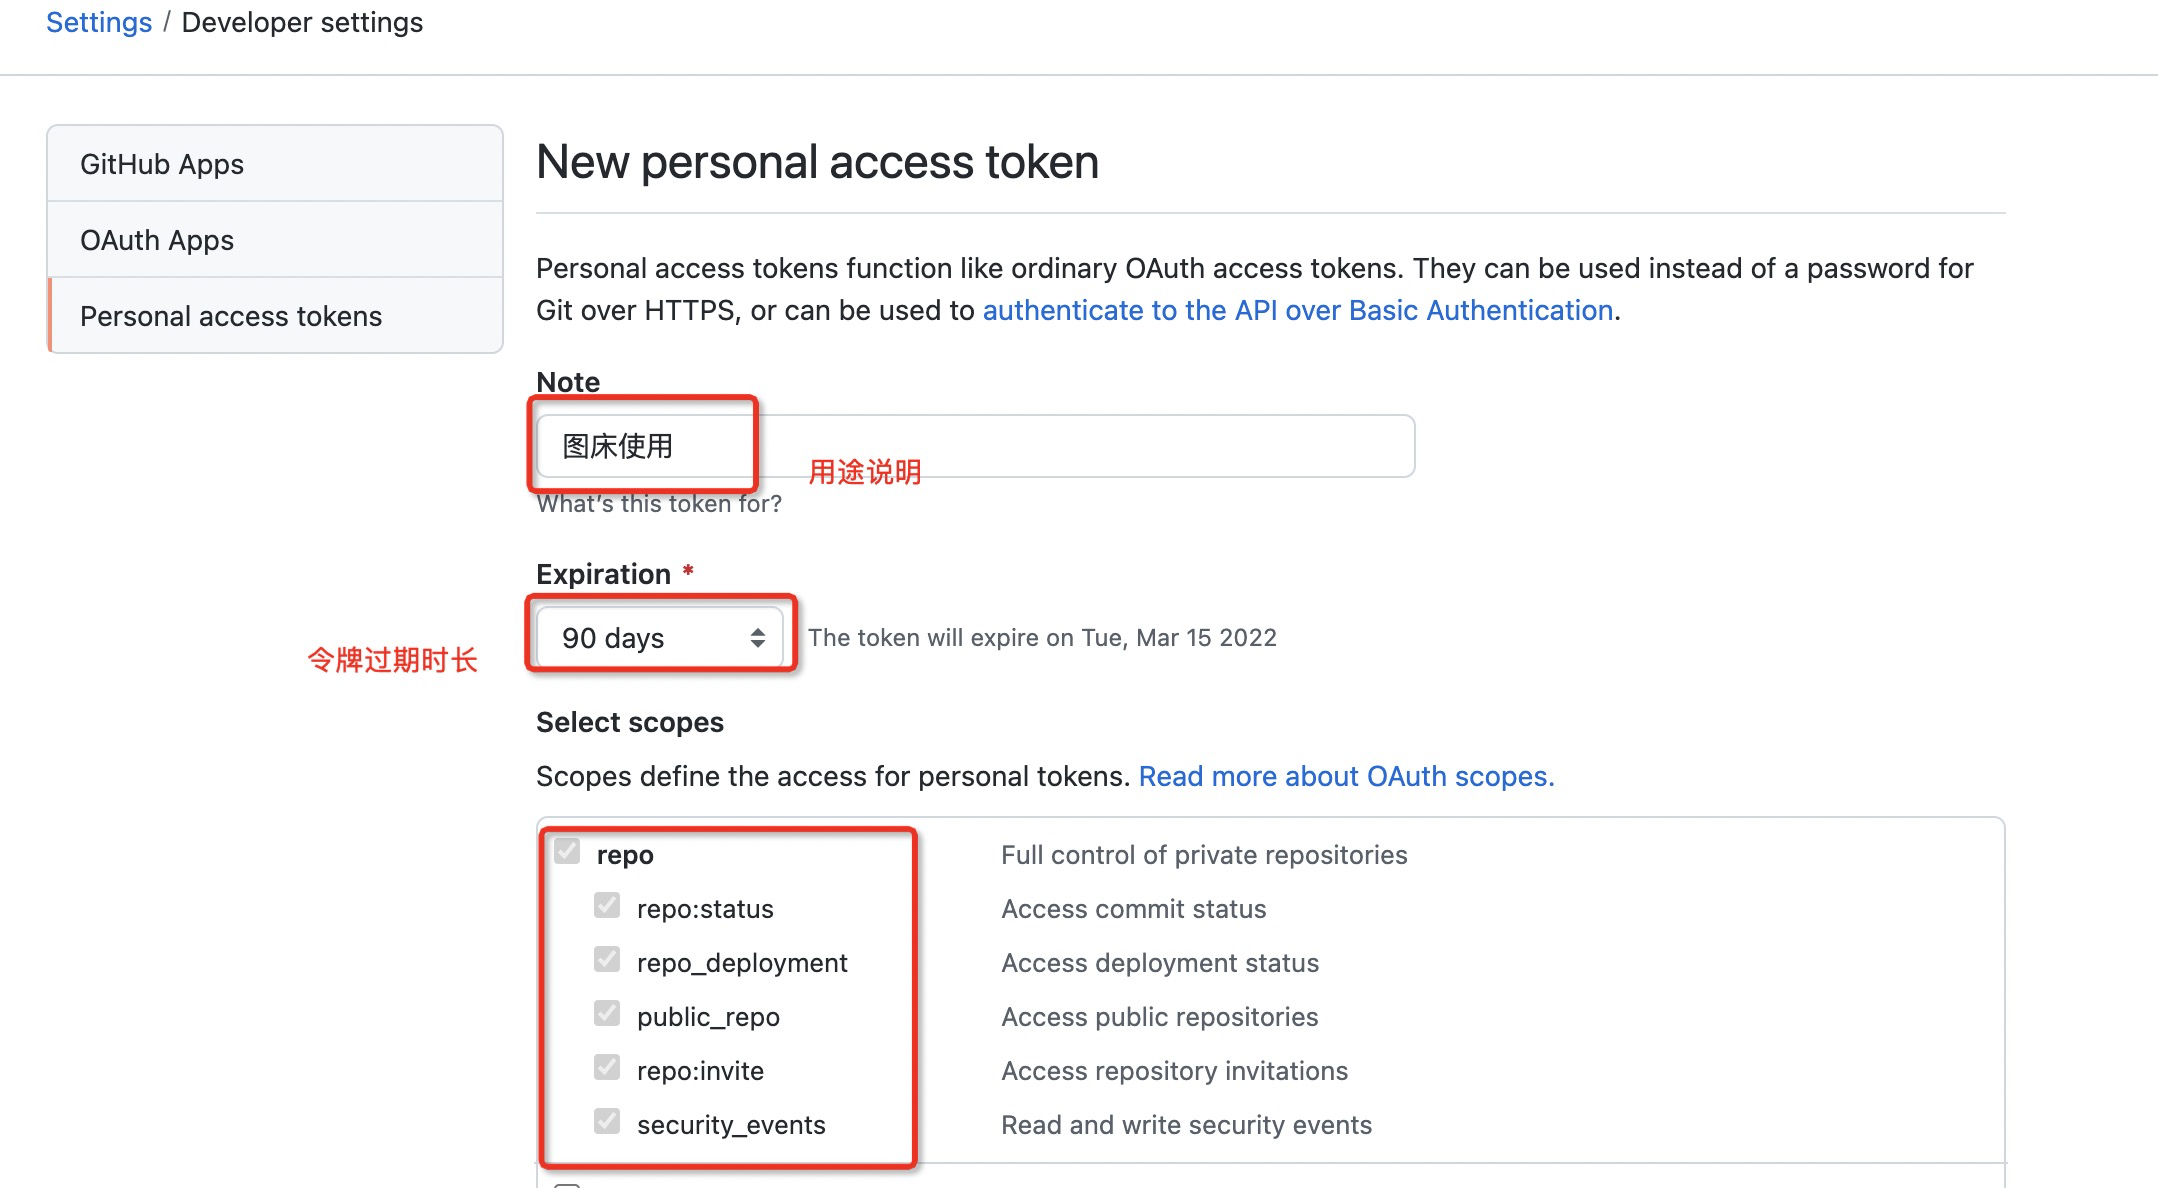 Settings / Developer settings
GitHub Apps
OAuth Apps
Personal access tokens
New personal access token
Personal access tokens function like ordinary OAuth access tokens. They can be used instead of a password for
Git over HTTPS, or can be used to authenticate to the API over Basic Authentication.
Note
图床使用
用途说明
What's this token for?
Expiration *
90 days
The token will expire on Tue, Mar 15 2022
令牌过期时长
Select scopes
Scopes define the access for personal tokens. Read more about OAuth scopes.
repo
Full control of private repositories
repo:status
Access commit status
repo_deployment
Access deployment status
public_repo
Access public repositories
repo:invite
Access repository invitations
security_events
Read and write security events